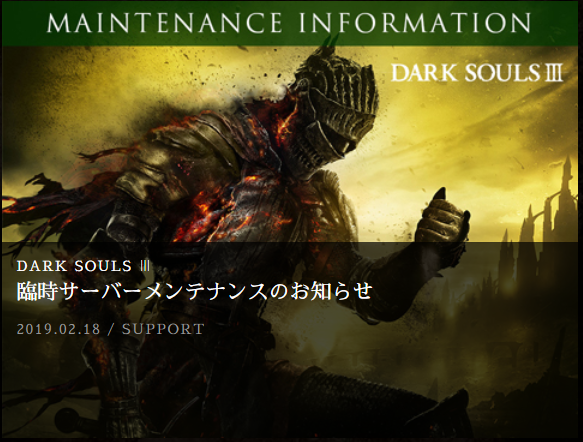 MAINTENANCE INFORMATION
DARK SOULS III
DARK SOULS Ⅲ
臨時サーバーメンテナンスのお知らせ
2019.02.18 / SUPPORT